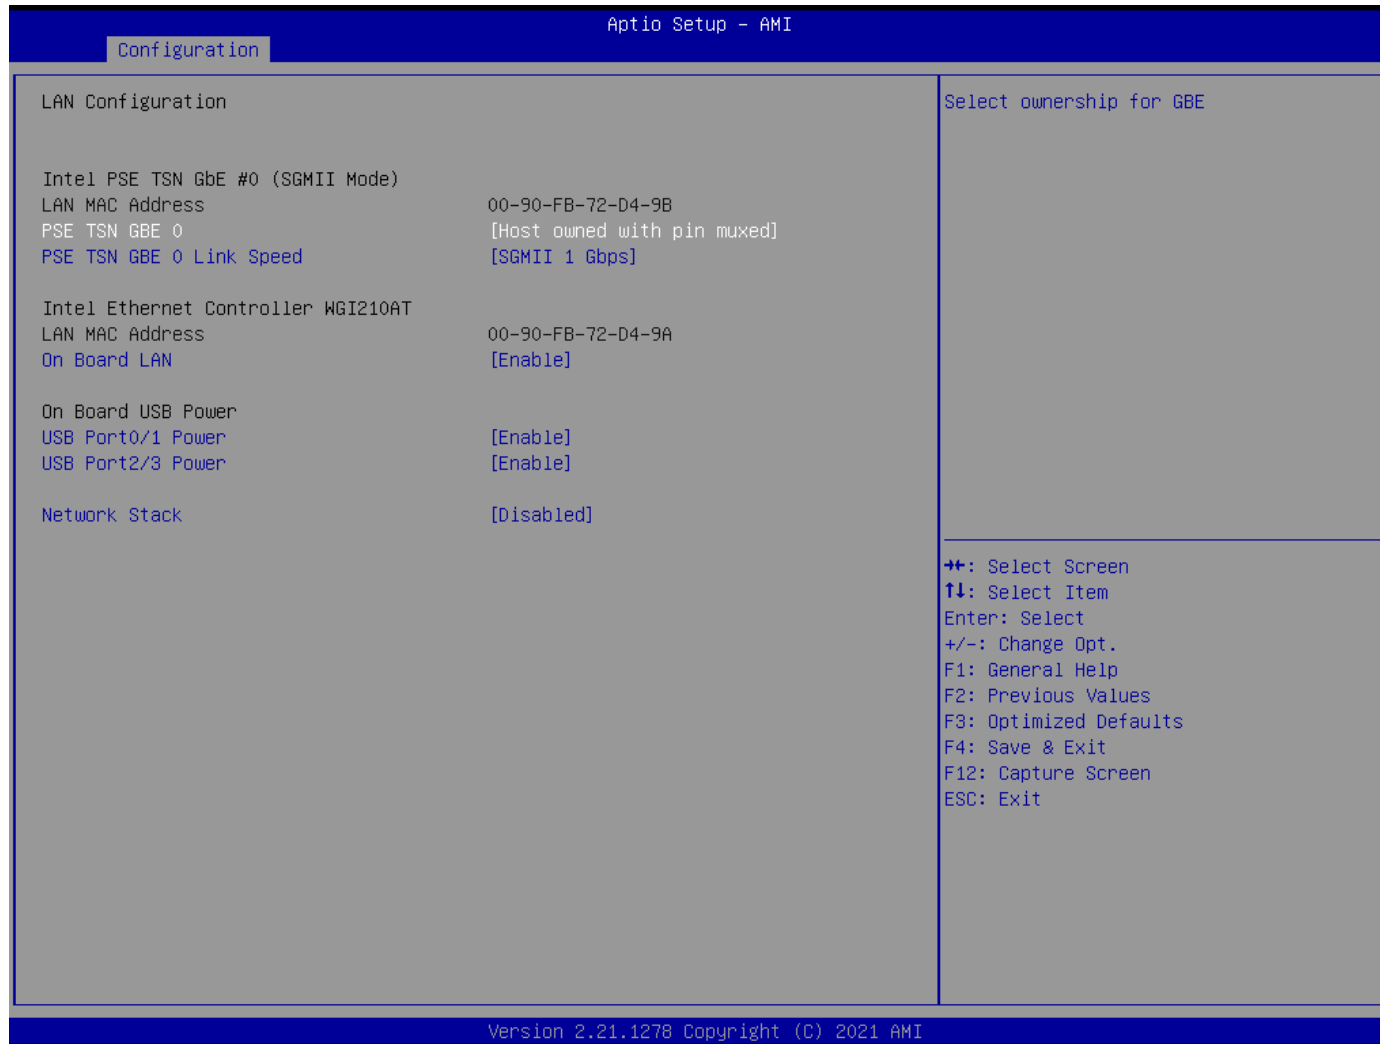 Aptio Setup – AMI
Configuration
LAN Configuration
Intel PSE TSN GbE #0 (SGMII Mode)
LAN MAC Address 00-90-FB-72-D4-9B
PSE TSN GBE 0 [Host owned with pin muxed]
PSE TSN GBE 0 Link Speed [SGMII 1 Gbps]
Intel Ethernet Controller WGI210AT
LAN MAC Address 00-90-FB-72-D4-9A
On Board LAN [Enable]
On Board USB Power
USB Port0/1 Power [Enable]
USB Port2/3 Power [Enable]
Network Stack [Disabled]
Select ownership for GBE
→←: Select Screen
↑↓: Select Item
Enter: Select
+/-: Change Opt.
F1: General Help
F2: Previous Values
F3: Optimized Defaults
F4: Save & Exit
F12: Capture Screen
ESC: Exit
Version 2.21.1278 Copyright (C) 2021 AMI